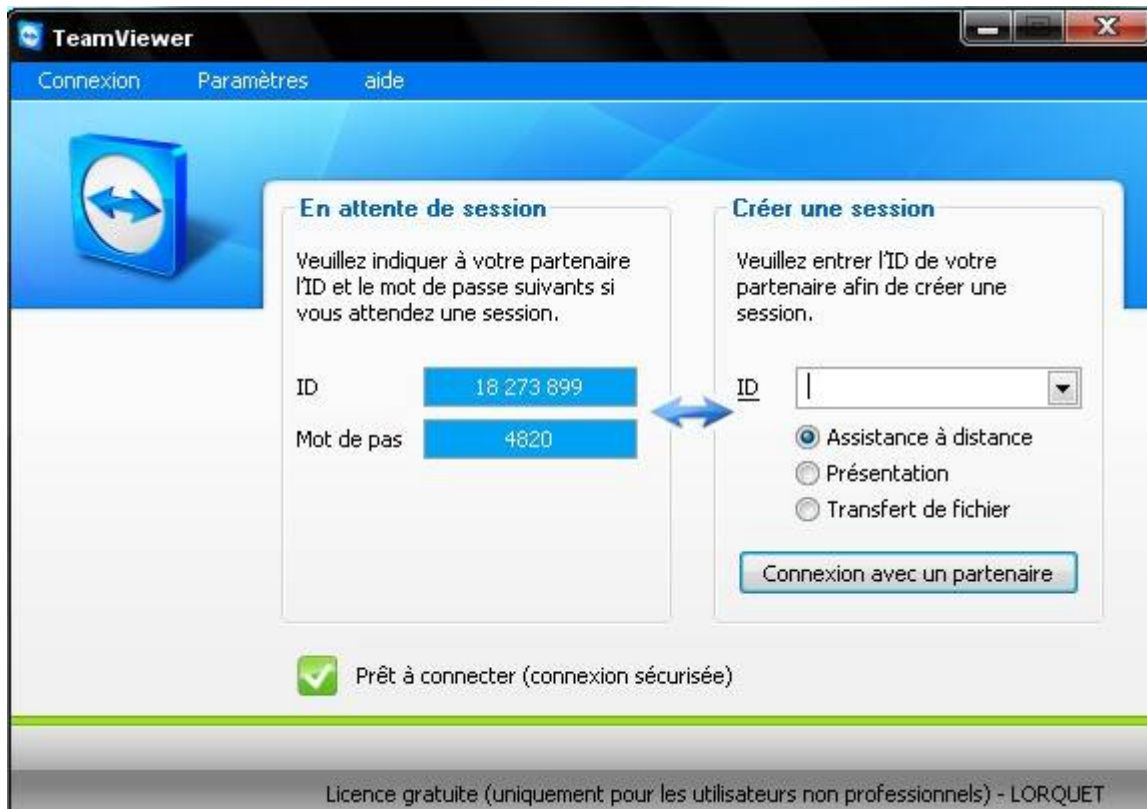 TeamViewer
Connexion Paramètres aide
En attente de session
Veuillez indiquer à votre partenaire
l'ID et le mot de passe suivants si
vous attendez une session.
ID 18 273 899
Mot de pas 4820
Créer une session
Veuillez entrer l'ID de votre
partenaire afin de créer une
session.
ID
Assistance à distance
Présentation
Transfert de fichier
Connexion avec un partenaire
Prêt à connecter (connexion sécurisée)
Licence gratuite (uniquement pour les utilisateurs non professionnels) - LORQUET